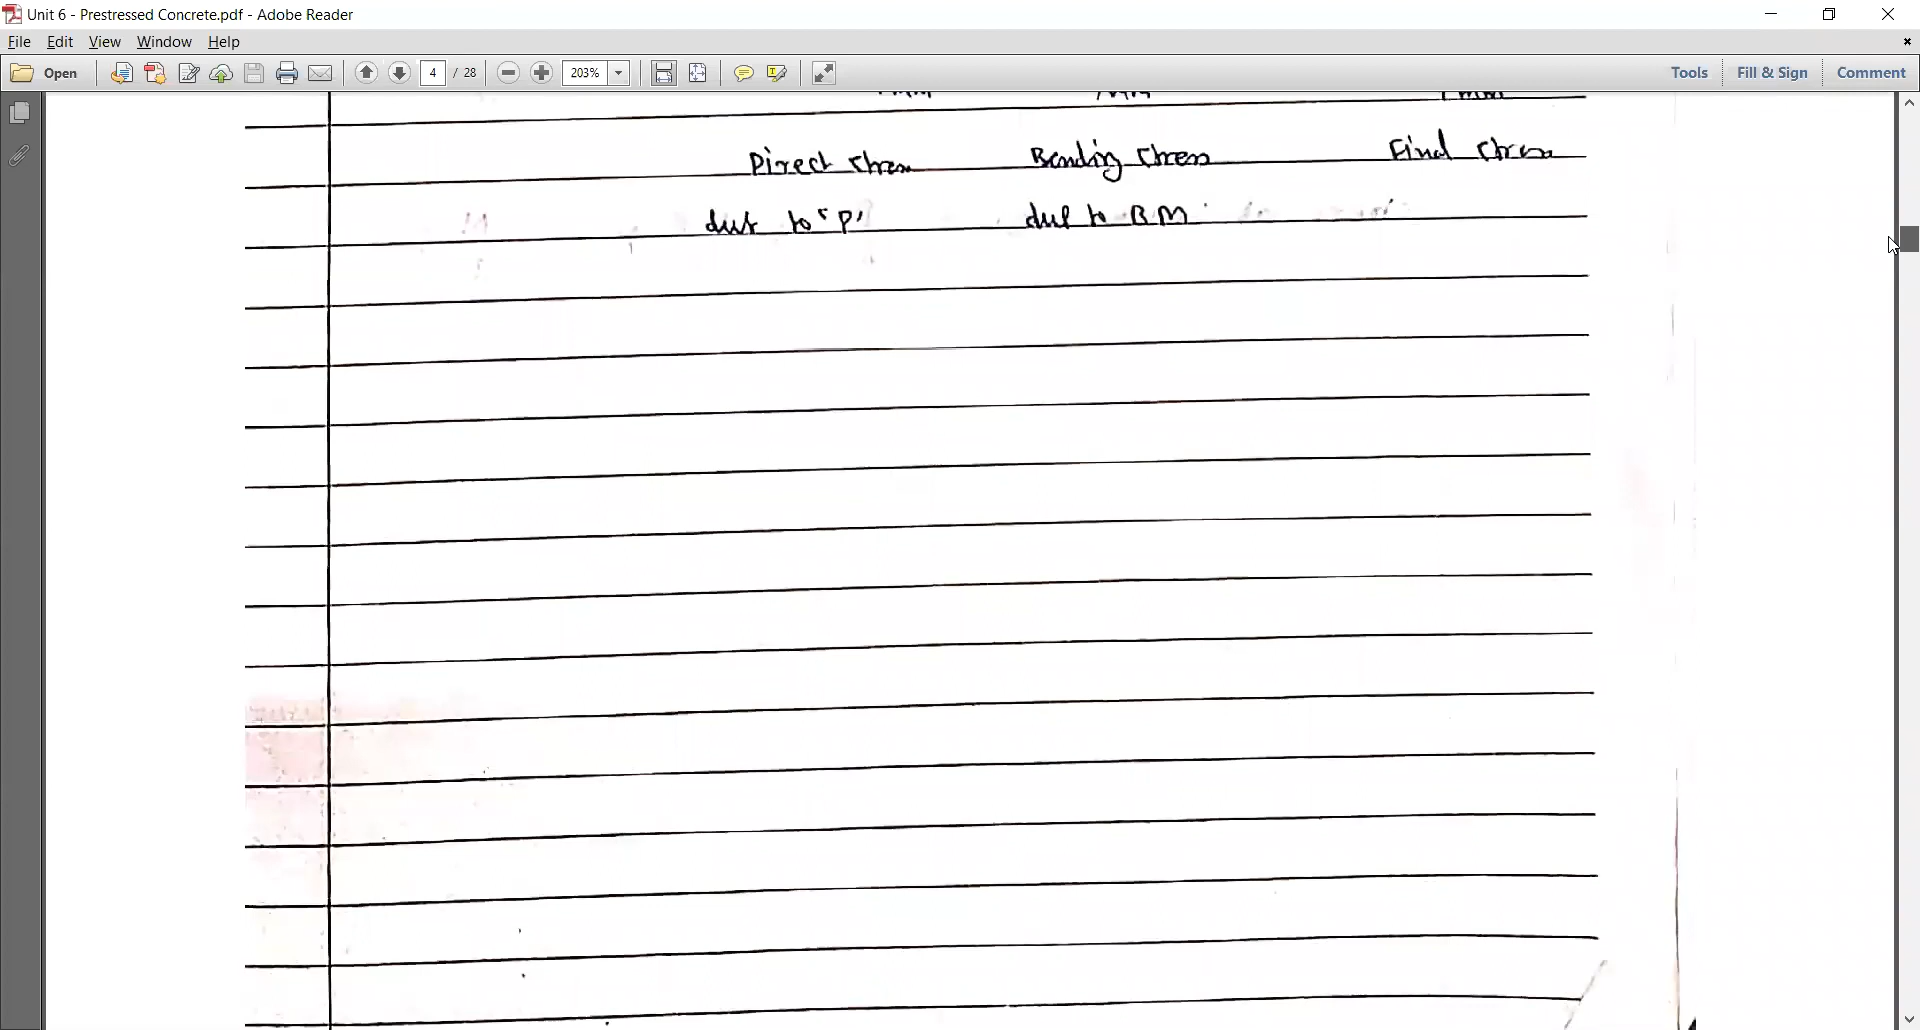 Unit 6 - Prestressed Concrete.pdf - Adobe Reader
File Edit View Window Help
Open 4 / 28 203% Tools Fill & Sign Comment
Direct stress Bending stress Final stress
due to 'P' due to BM